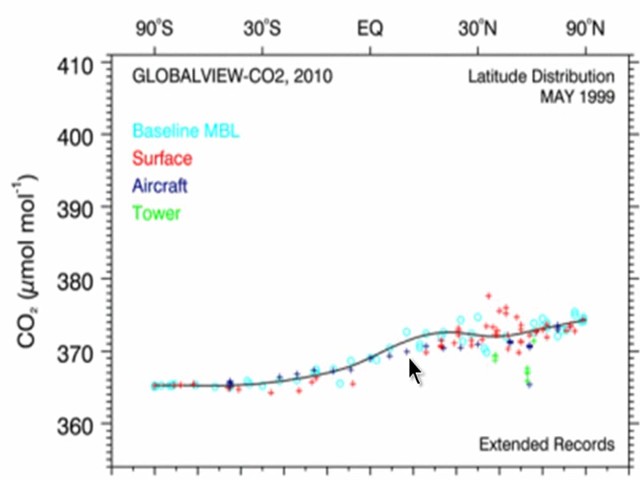 90°S 30°S EQ 30°N 90°N
GLOBALVIEW-CO2, 2010
Latitude Distribution
MAY 1999
Baseline MBL
Surface
Aircraft
Tower
410
400
390
380
370
360
CO₂ (μmol mol⁻¹)
Extended Records